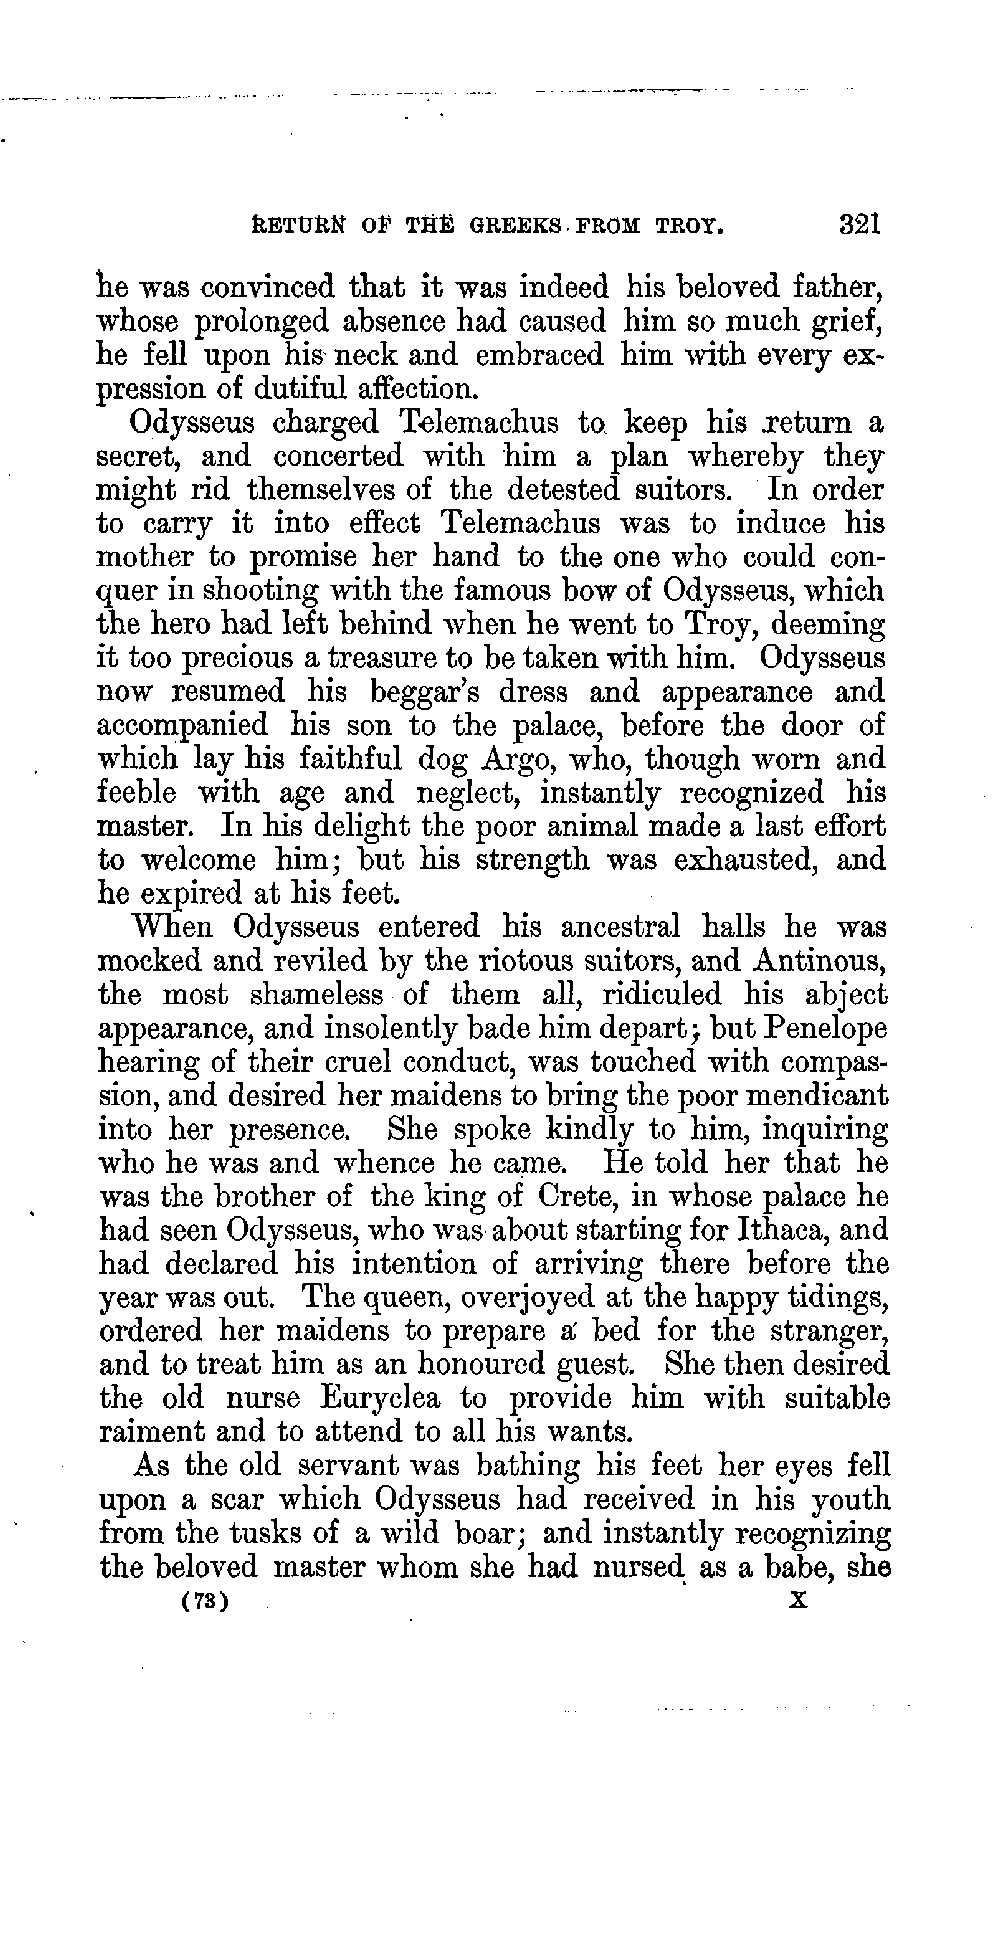 RETURN OF THE GREEKS FROM TROY. 321
he was convinced that it was indeed his beloved father,
whose prolonged absence had caused him so much grief,
he fell upon his neck and embraced him with every ex-
pression of dutiful affection.
Odysseus charged Telemachus to keep his return a
secret, and concerted with him a plan whereby they
might rid themselves of the detested suitors. In order
to carry it into effect Telemachus was to induce his
mother to promise her hand to the one who could con-
quer in shooting with the famous bow of Odysseus, which
the hero had left behind when he went to Troy, deeming
it too precious a treasure to be taken with him. Odysseus
now resumed his beggar's dress and appearance and
accompanied his son to the palace, before the door of
which lay his faithful dog Argo, who, though worn and
feeble with age and neglect, instantly recognized his
master. In his delight the poor animal made a last effort
to welcome him; but his strength was exhausted, and
he expired at his feet.
When Odysseus entered his ancestral halls he was
mocked and reviled by the riotous suitors, and Antinous,
the most shameless of them all, ridiculed his abject
appearance, and insolently bade him depart; but Penelope
hearing of their cruel conduct, was touched with compas-
sion, and desired her maidens to bring the poor mendicant
into her presence. She spoke kindly to him, inquiring
who he was and whence he came. He told her that he
was the brother of the king of Crete, in whose palace he
had seen Odysseus, who was about starting for Ithaca, and
had declared his intention of arriving there before the
year was out. The queen, overjoyed at the happy tidings,
ordered her maidens to prepare a bed for the stranger,
and to treat him as an honoured guest. She then desired
the old nurse Euryclea to provide him with suitable
raiment and to attend to all his wants.
As the old servant was bathing his feet her eyes fell
upon a scar which Odysseus had received in his youth
from the tusks of a wild boar; and instantly recognizing
the beloved master whom she had nursed as a babe, she
(73) X